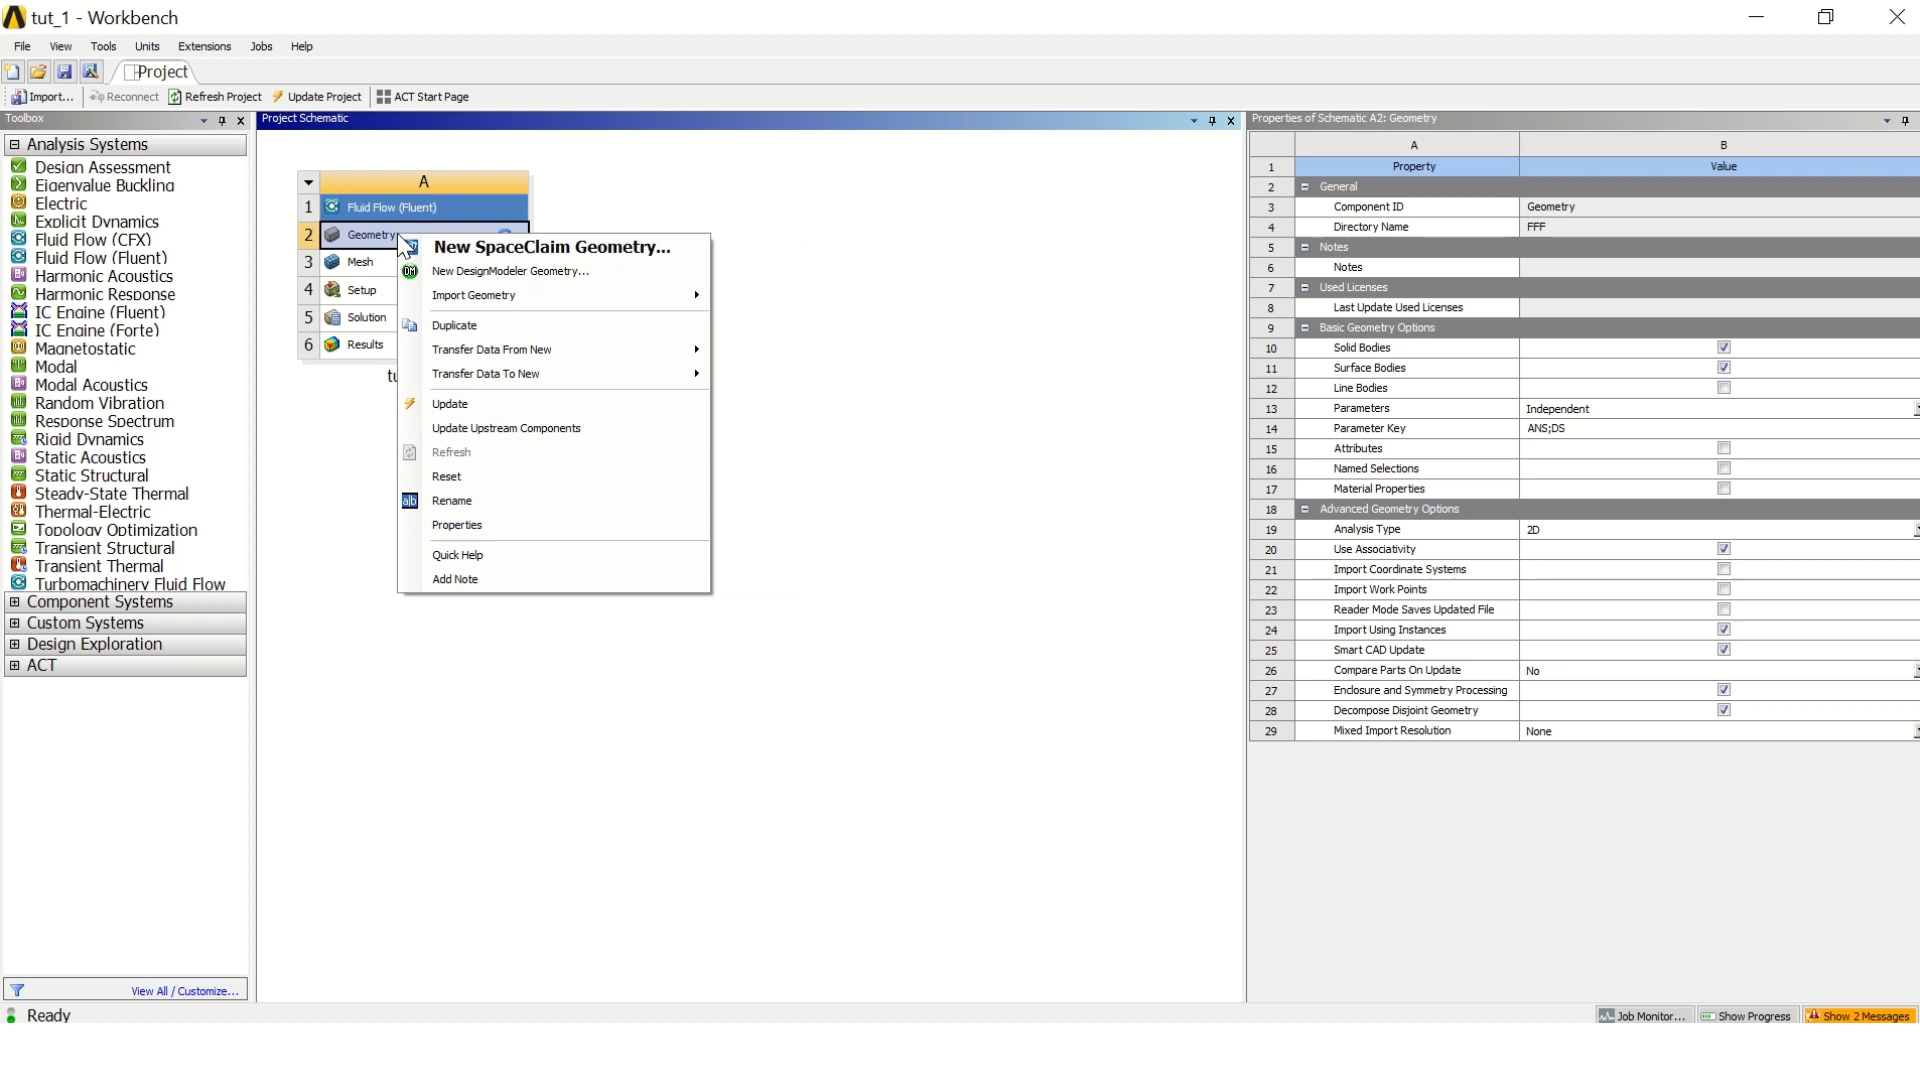 tut_1 - Workbench
File View Tools Units Extensions Jobs Help
Project
Import... Reconnect Refresh Project Update Project ACT Start Page
Toolbox
Analysis Systems
Design Assessment
Eigenvalue Buckling
Electric
Explicit Dynamics
Fluid Flow (CFX)
Fluid Flow (Fluent)
Harmonic Acoustics
Harmonic Response
IC Engine (Fluent)
IC Engine (Forte)
Magnetostatic
Modal
Modal Acoustics
Random Vibration
Response Spectrum
Rigid Dynamics
Static Acoustics
Static Structural
Steady-State Thermal
Thermal-Electric
Topology Optimization
Transient Structural
Transient Thermal
Turbomachinery Fluid Flow
Component Systems
Custom Systems
Design Exploration
ACT
View All / Customize...
Project Schematic
A
1 Fluid Flow (Fluent)
2 Geometry
3 Mesh
4 Setup
5 Solution
6 Results
New SpaceClaim Geometry...
DM New DesignModeler Geometry...
Import Geometry
Duplicate
Transfer Data From New
Transfer Data To New
Update
Update Upstream Components
Refresh
Reset
a|b Rename
Properties
Quick Help
Add Note
Properties of Schematic A2: Geometry
A B
1 Property Value
2 General
3 Component ID Geometry
4 Directory Name FFF
5 Notes
6 Notes
7 Used Licenses
8 Last Update Used Licenses
9 Basic Geometry Options
10 Solid Bodies
11 Surface Bodies
12 Line Bodies
13 Parameters Independent
14 Parameter Key ANS;DS
15 Attributes
16 Named Selections
17 Material Properties
18 Advanced Geometry Options
19 Analysis Type 2D
20 Use Associativity
21 Import Coordinate Systems
22 Import Work Points
23 Reader Mode Saves Updated File
24 Import Using Instances
25 Smart CAD Update
26 Compare Parts On Update No
27 Enclosure and Symmetry Processing
28 Decompose Disjoint Geometry
29 Mixed Import Resolution None
Ready
Job Monitor... Show Progress Show 2 Messages